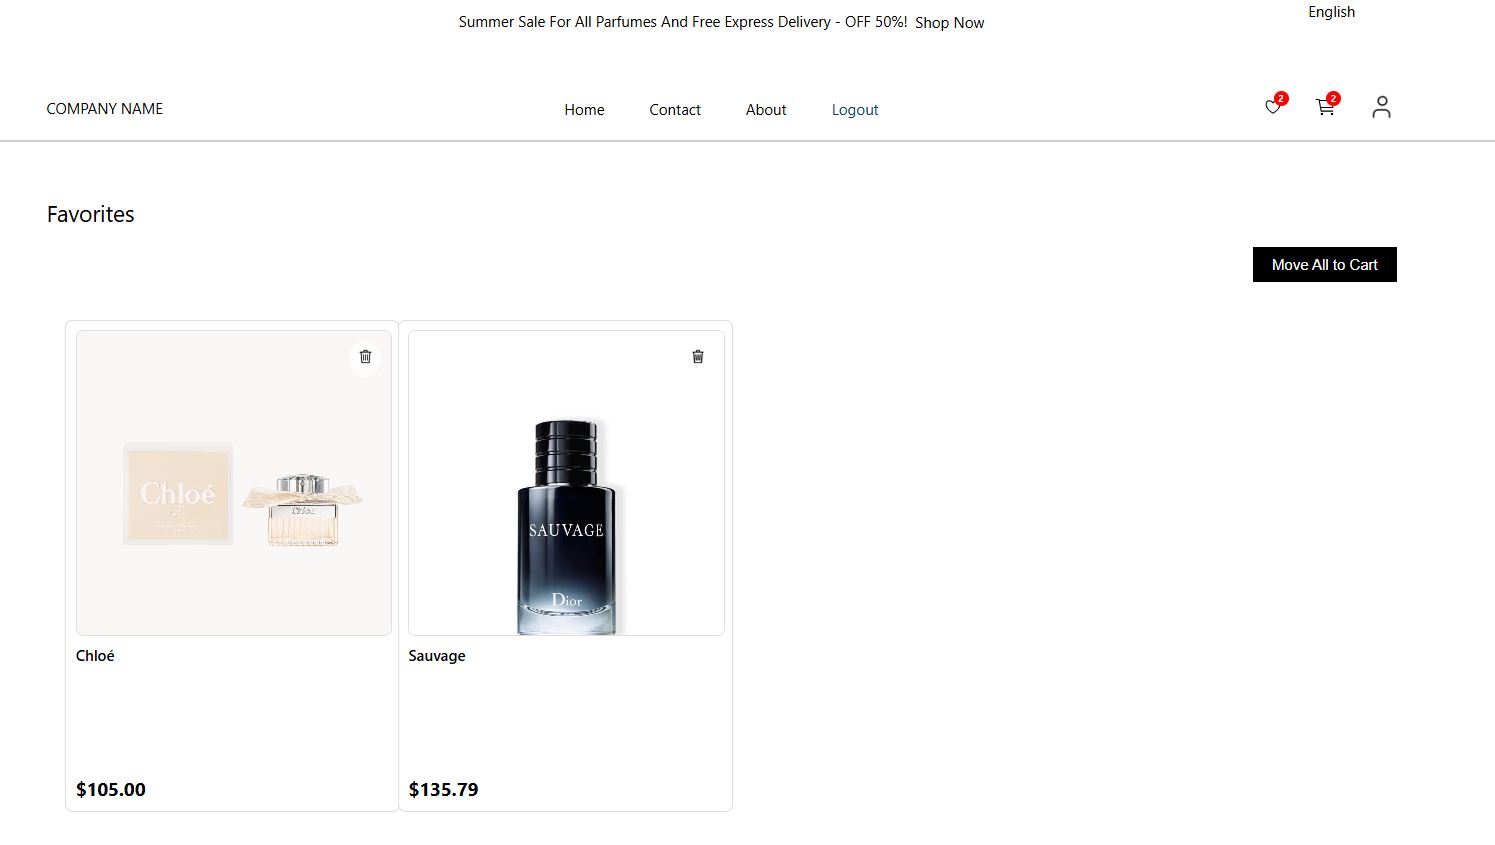 Summer Sale For All Parfumes And Free Express Delivery - OFF 50%! Shop Now
English
COMPANY NAME
Home
Contact
About
Logout
2
2
Favorites
Move All to Cart
Chloé
Chloé
SAUVAGE
Dior
Chloé
Sauvage
$105.00
$135.79